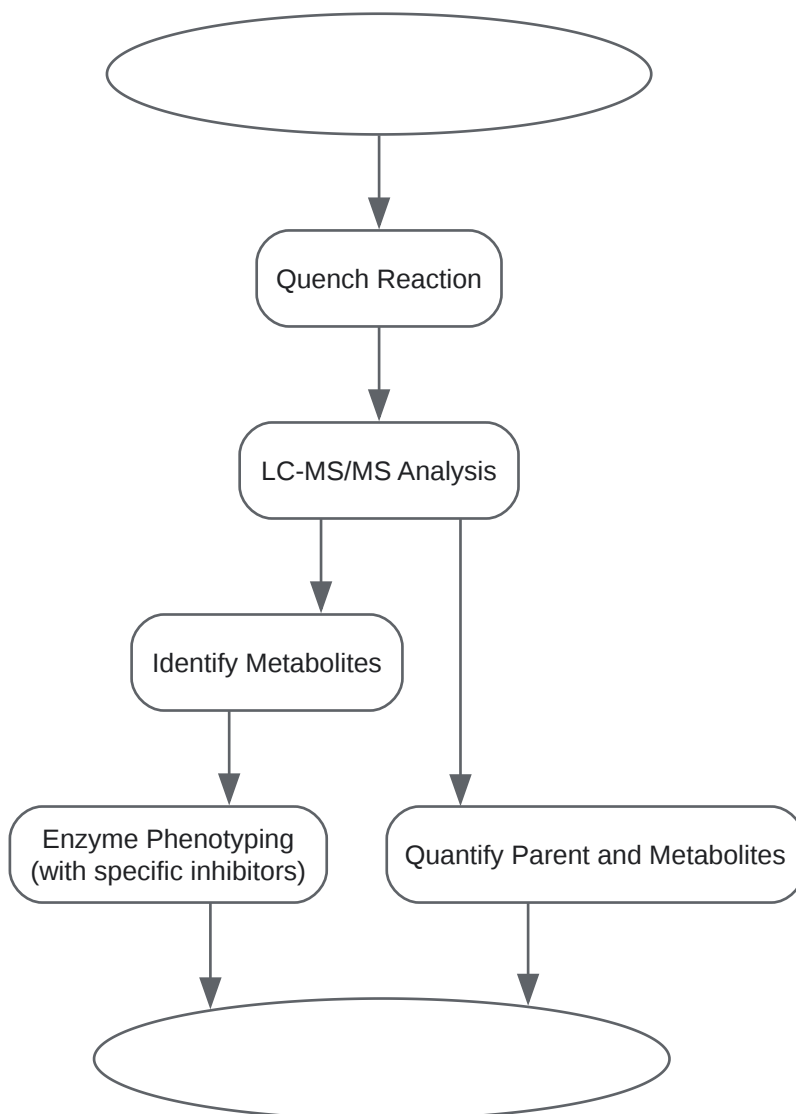 Quench Reaction
LC-MS/MS Analysis
Identify Metabolites
Enzyme Phenotyping
(with specific inhibitors)
Quantify Parent and Metabolites